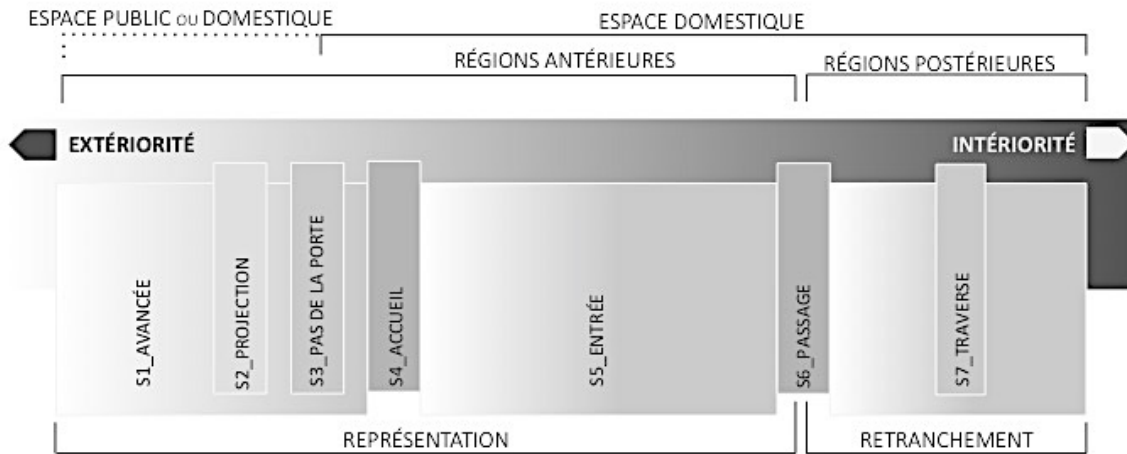 ESPACE PUBLIC OU DOMESTIQUE
ESPACE DOMESTIQUE
RÉGIONS ANTÉRIEURES
RÉGIONS POSTÉRIEURES
EXTÉRIORITÉ
INTÉRIORITÉ
S1_AVANCÉE
S2_PROJECTION
S3_PAS DE LA PORTE
S4_ACCUEIL
S5_ENTRÉE
S6_PASSAGE
S7_TRAVERSE
REPRÉSENTATION
RETRANCHEMENT